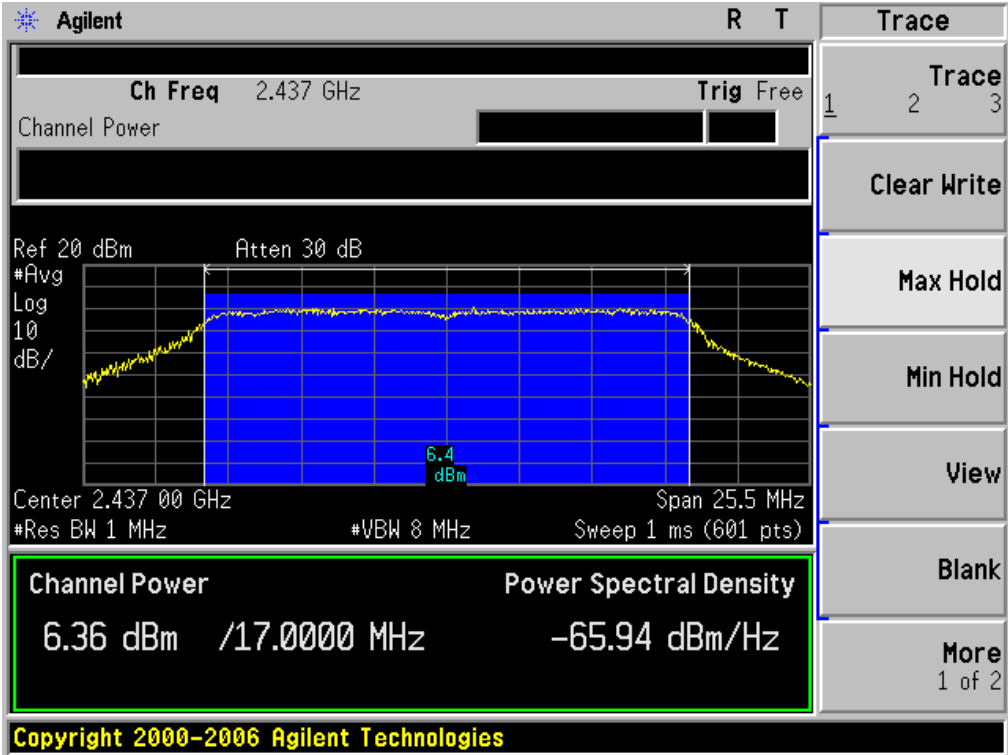 Agilent R T Trace
Ch Freq 2.437 GHz Trig Free
Channel Power
Trace
1 2 3
Clear Write
Max Hold
Min Hold
View
Blank
More
1 of 2
Ref 20 dBm Atten 30 dB
#Avg
Log
10
dB/
6.4
dBm
Center 2.437 00 GHz Span 25.5 MHz
#Res BW 1 MHz #VBW 8 MHz Sweep 1 ms (601 pts)
Channel Power Power Spectral Density
6.36 dBm /17.0000 MHz -65.94 dBm/Hz
Copyright 2000-2006 Agilent Technologies